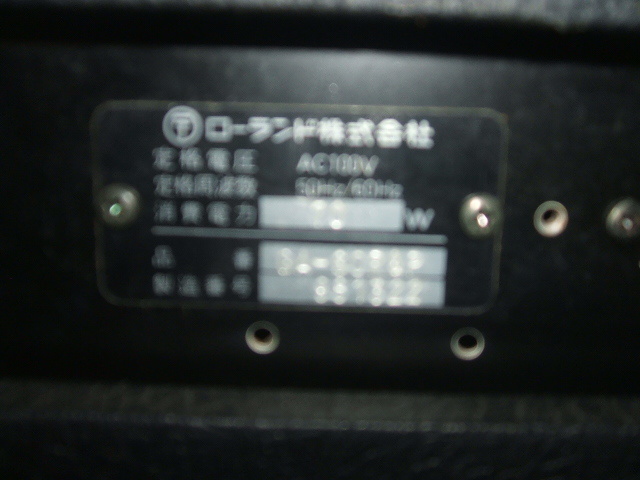 〒 ローランド株式会社
定格電圧 AC100V
定格周波数 50Hz/60Hz
消費電力 W
品番
製造番号 661322